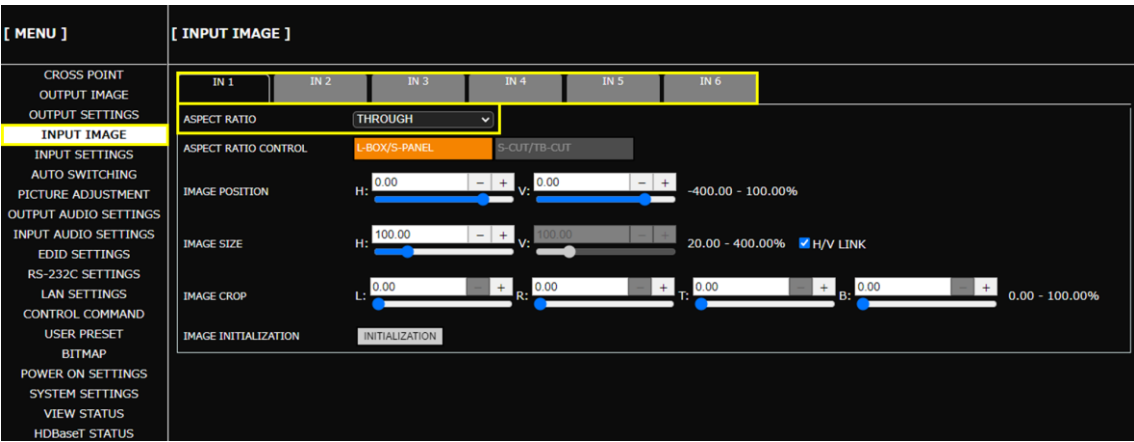 [ MENU ]
[ INPUT IMAGE ]
CROSS POINT
OUTPUT IMAGE
OUTPUT SETTINGS
INPUT IMAGE
INPUT SETTINGS
AUTO SWITCHING
PICTURE ADJUSTMENT
OUTPUT AUDIO SETTINGS
INPUT AUDIO SETTINGS
EDID SETTINGS
RS-232C SETTINGS
LAN SETTINGS
CONTROL COMMAND
USER PRESET
BITMAP
POWER ON SETTINGS
SYSTEM SETTINGS
VIEW STATUS
HDBaseT STATUS
IN 1 IN 2 IN 3 IN 4 IN 5 IN 6
ASPECT RATIO THROUGH
ASPECT RATIO CONTROL L-BOX/S-PANEL S-CUT/TB-CUT
IMAGE POSITION H: 0.00 - + V: 0.00 - + -400.00 - 100.00%
IMAGE SIZE H: 100.00 - + V: 100.00 - + 20.00 - 400.00% H/V LINK
IMAGE CROP L: 0.00 - + R: 0.00 - + T: 0.00 - + B: 0.00 - + 0.00 - 100.00%
IMAGE INITIALIZATION INITIALIZATION